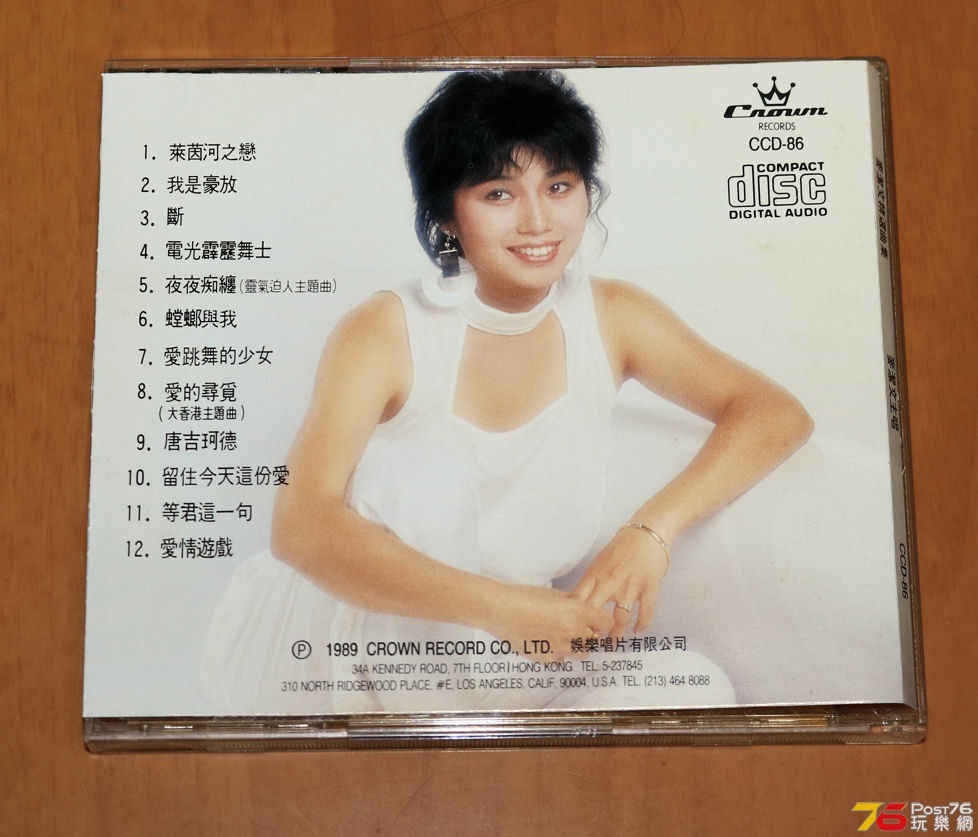 Crown
RECORDS
CCD-86
COMPACT
disc
DIGITAL AUDIO
1. 萊茵河之戀
2. 我是豪放
3. 斷
4. 電光霹靂舞士
5. 夜夜痴纏(靈氣迫人主題曲)
6. 螳螂與我
7. 愛跳舞的少女
8. 愛的尋覓
(大香港主題曲)
9. 唐吉珂德
10. 留住今天這份愛
11. 等君這一句
12. 愛情遊戲
Ⓟ 1989 CROWN RECORD CO., LTD. 娛樂唱片有限公司
34A KENNEDY ROAD, 7TH FLOOR HONG KONG TEL. 5-237845
310 NORTH RIDGEWOOD PLACE, #E, LOS ANGELES, CALIF. 90004, U.S.A. TEL. (213) 464 8088
主唱
CCD-86
76 Post76
玩樂網